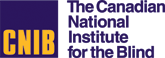 CNIB
The Canadian
National
Institute
for the Blind